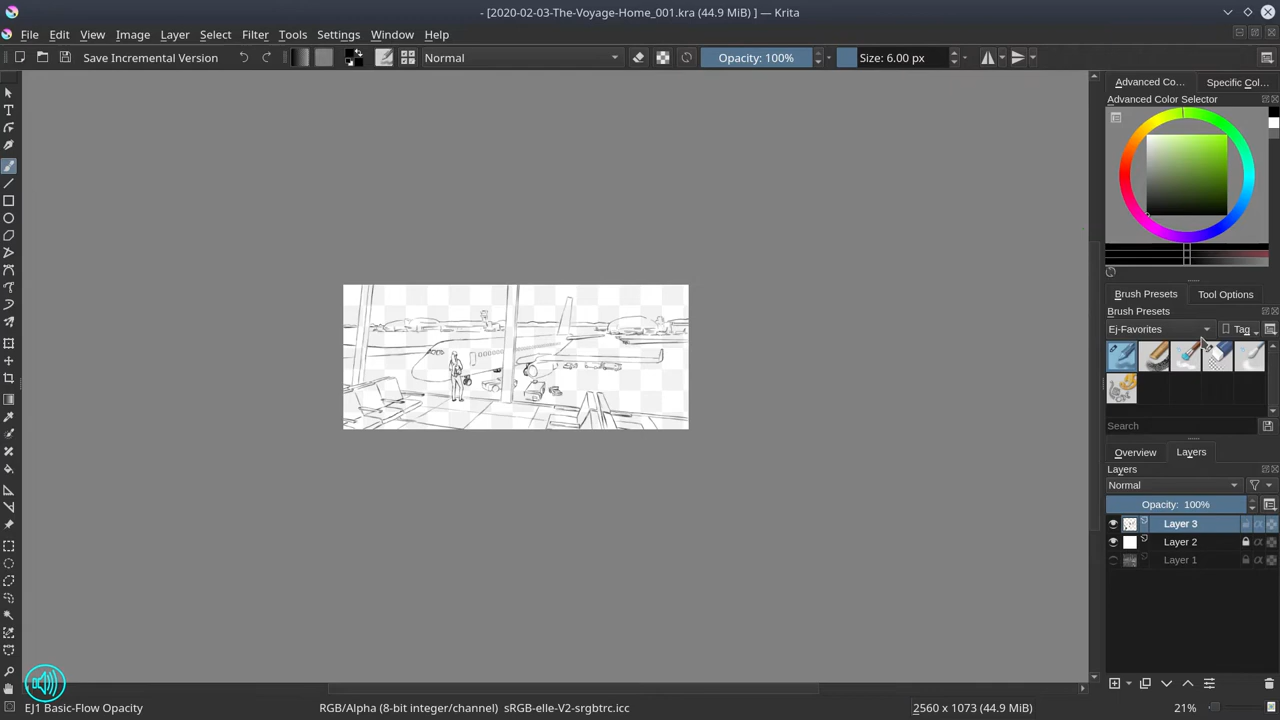 - [2020-02-03-The-Voyage-Home_001.kra (44.9 MiB) ] — Krita
File Edit View Image Layer Select Filter Tools Settings Window Help
Save Incremental Version Normal Opacity: 100% Size: 6.00 px
Advanced Co... Specific Col...
Advanced Color Selector
Brush Presets Tool Options
Brush Presets
Ej-Favorites Tag
Search
Overview Layers
Layers
Normal
Opacity: 100%
Layer 3
Layer 2
Layer 1
EJ1 Basic-Flow Opacity RGB/Alpha (8-bit integer/channel) sRGB-elle-V2-srgbtrc.icc 2560 x 1073 (44.9 MiB) 21%